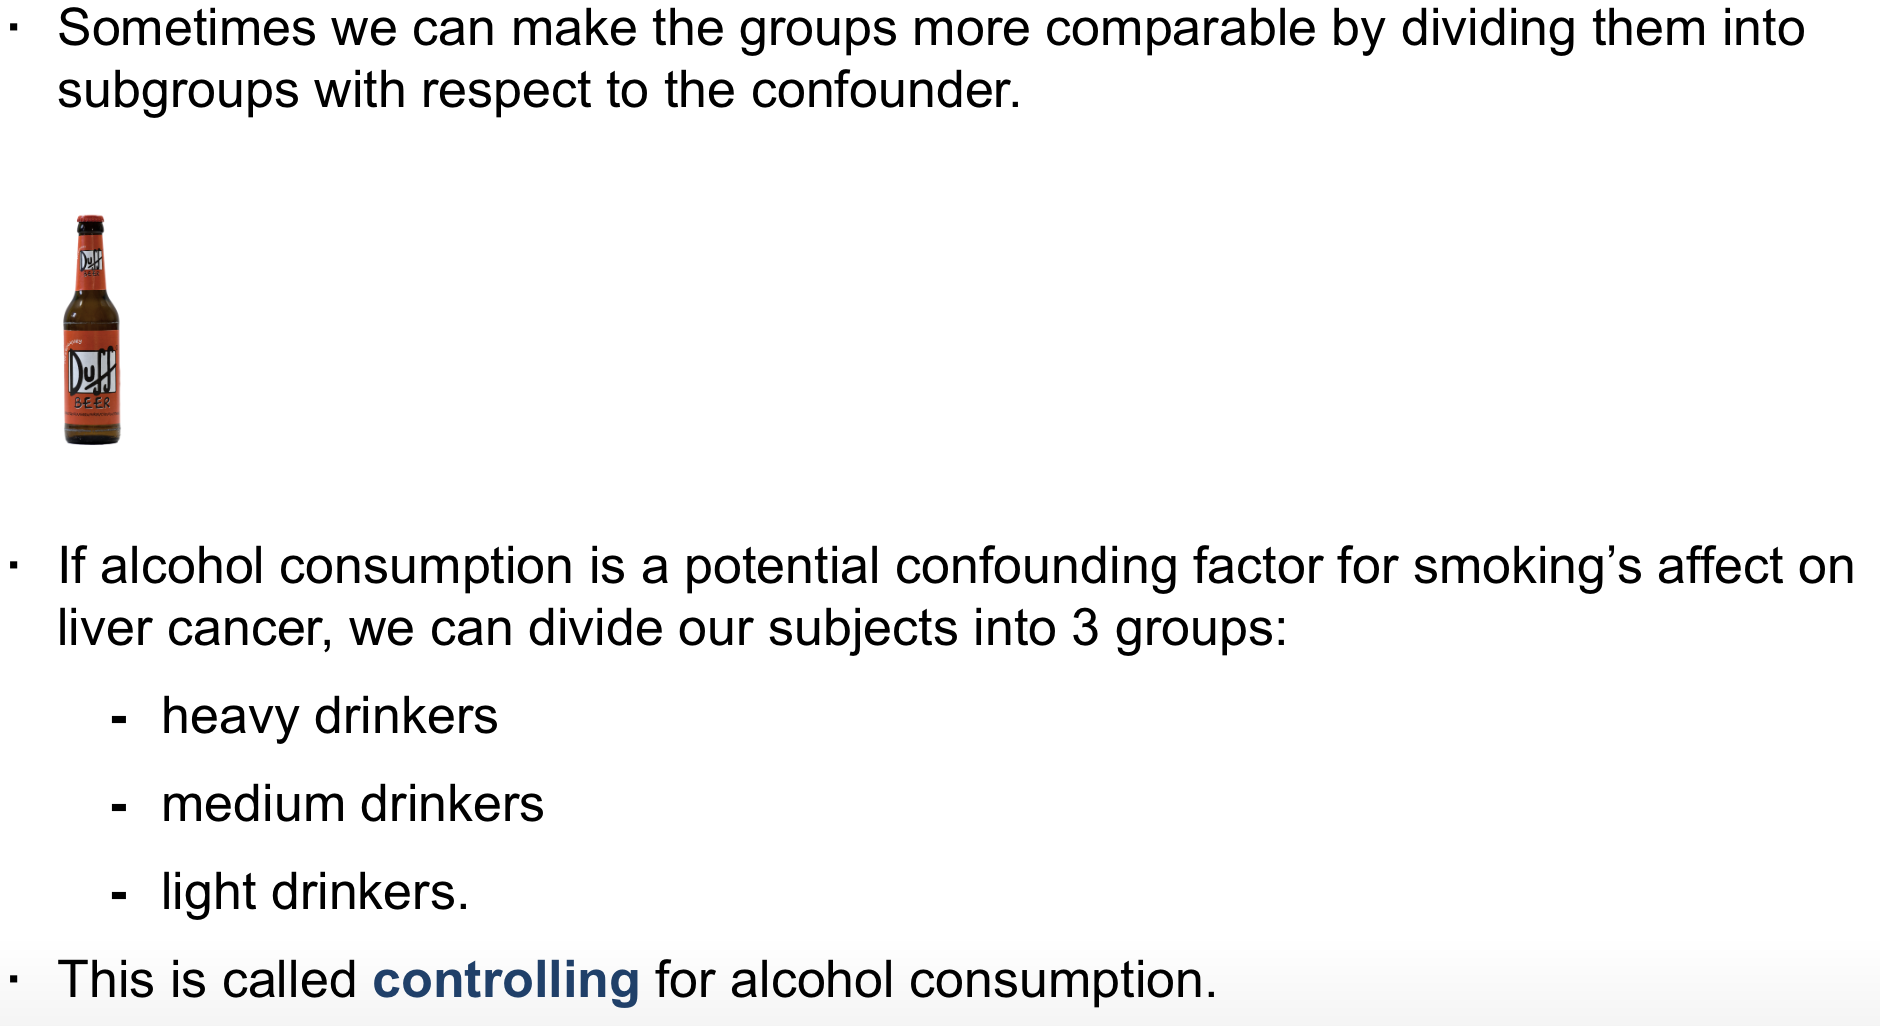 · Sometimes we can make the groups more comparable by dividing them into
subgroups with respect to the confounder.
Duff
Duff
BEER
· If alcohol consumption is a potential confounding factor for smoking’s affect on
liver cancer, we can divide our subjects into 3 groups:
- heavy drinkers
- medium drinkers
- light drinkers.
· This is called controlling for alcohol consumption.